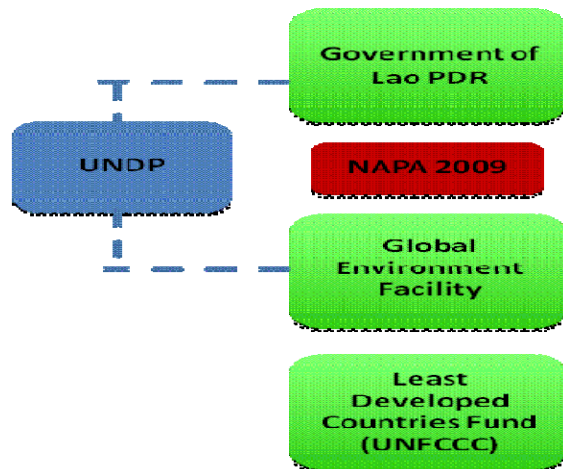 Government of
Lao PDR
UNDP
NAPA 2009
Global
Environment
Facility
Least
Developed
Countries Fund
(UNFCCC)